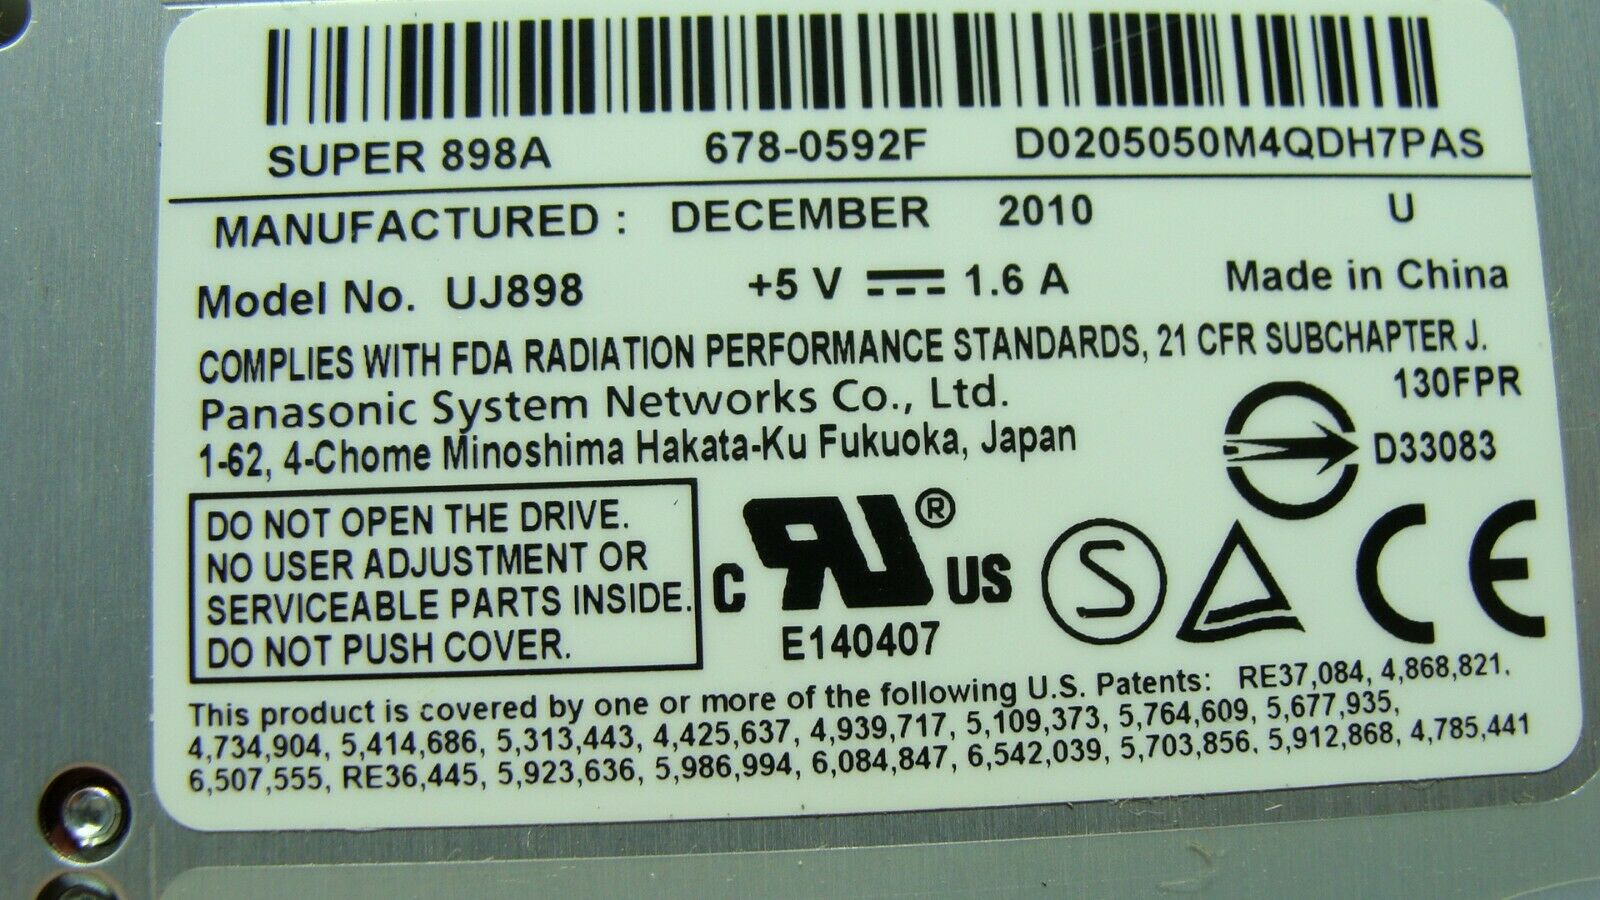 SUPER 898A 678-0592F D0205050M4QDH7PAS
MANUFACTURED : DECEMBER 2010 U
Model No. UJ898 +5 V 1.6 A Made in China
COMPLIES WITH FDA RADIATION PERFORMANCE STANDARDS, 21 CFR SUBCHAPTER J.
Panasonic System Networks Co., Ltd. 130FPR
1-62, 4-Chome Minoshima Hakata-Ku Fukuoka, Japan D33083
DO NOT OPEN THE DRIVE.
NO USER ADJUSTMENT OR
SERVICEABLE PARTS INSIDE.
DO NOT PUSH COVER.
C RU ® US S CE
E140407
This product is covered by one or more of the following U.S. Patents: RE37,084, 4,868,821,
4,734,904, 5,414,686, 5,313,443, 4,425,637, 4,939,717, 5,109,373, 5,764,609, 5,677,935,
6,507,555, RE36,445, 5,923,636, 5,986,994, 6,084,847, 6,542,039, 5,703,856, 5,912,868, 4,785,441